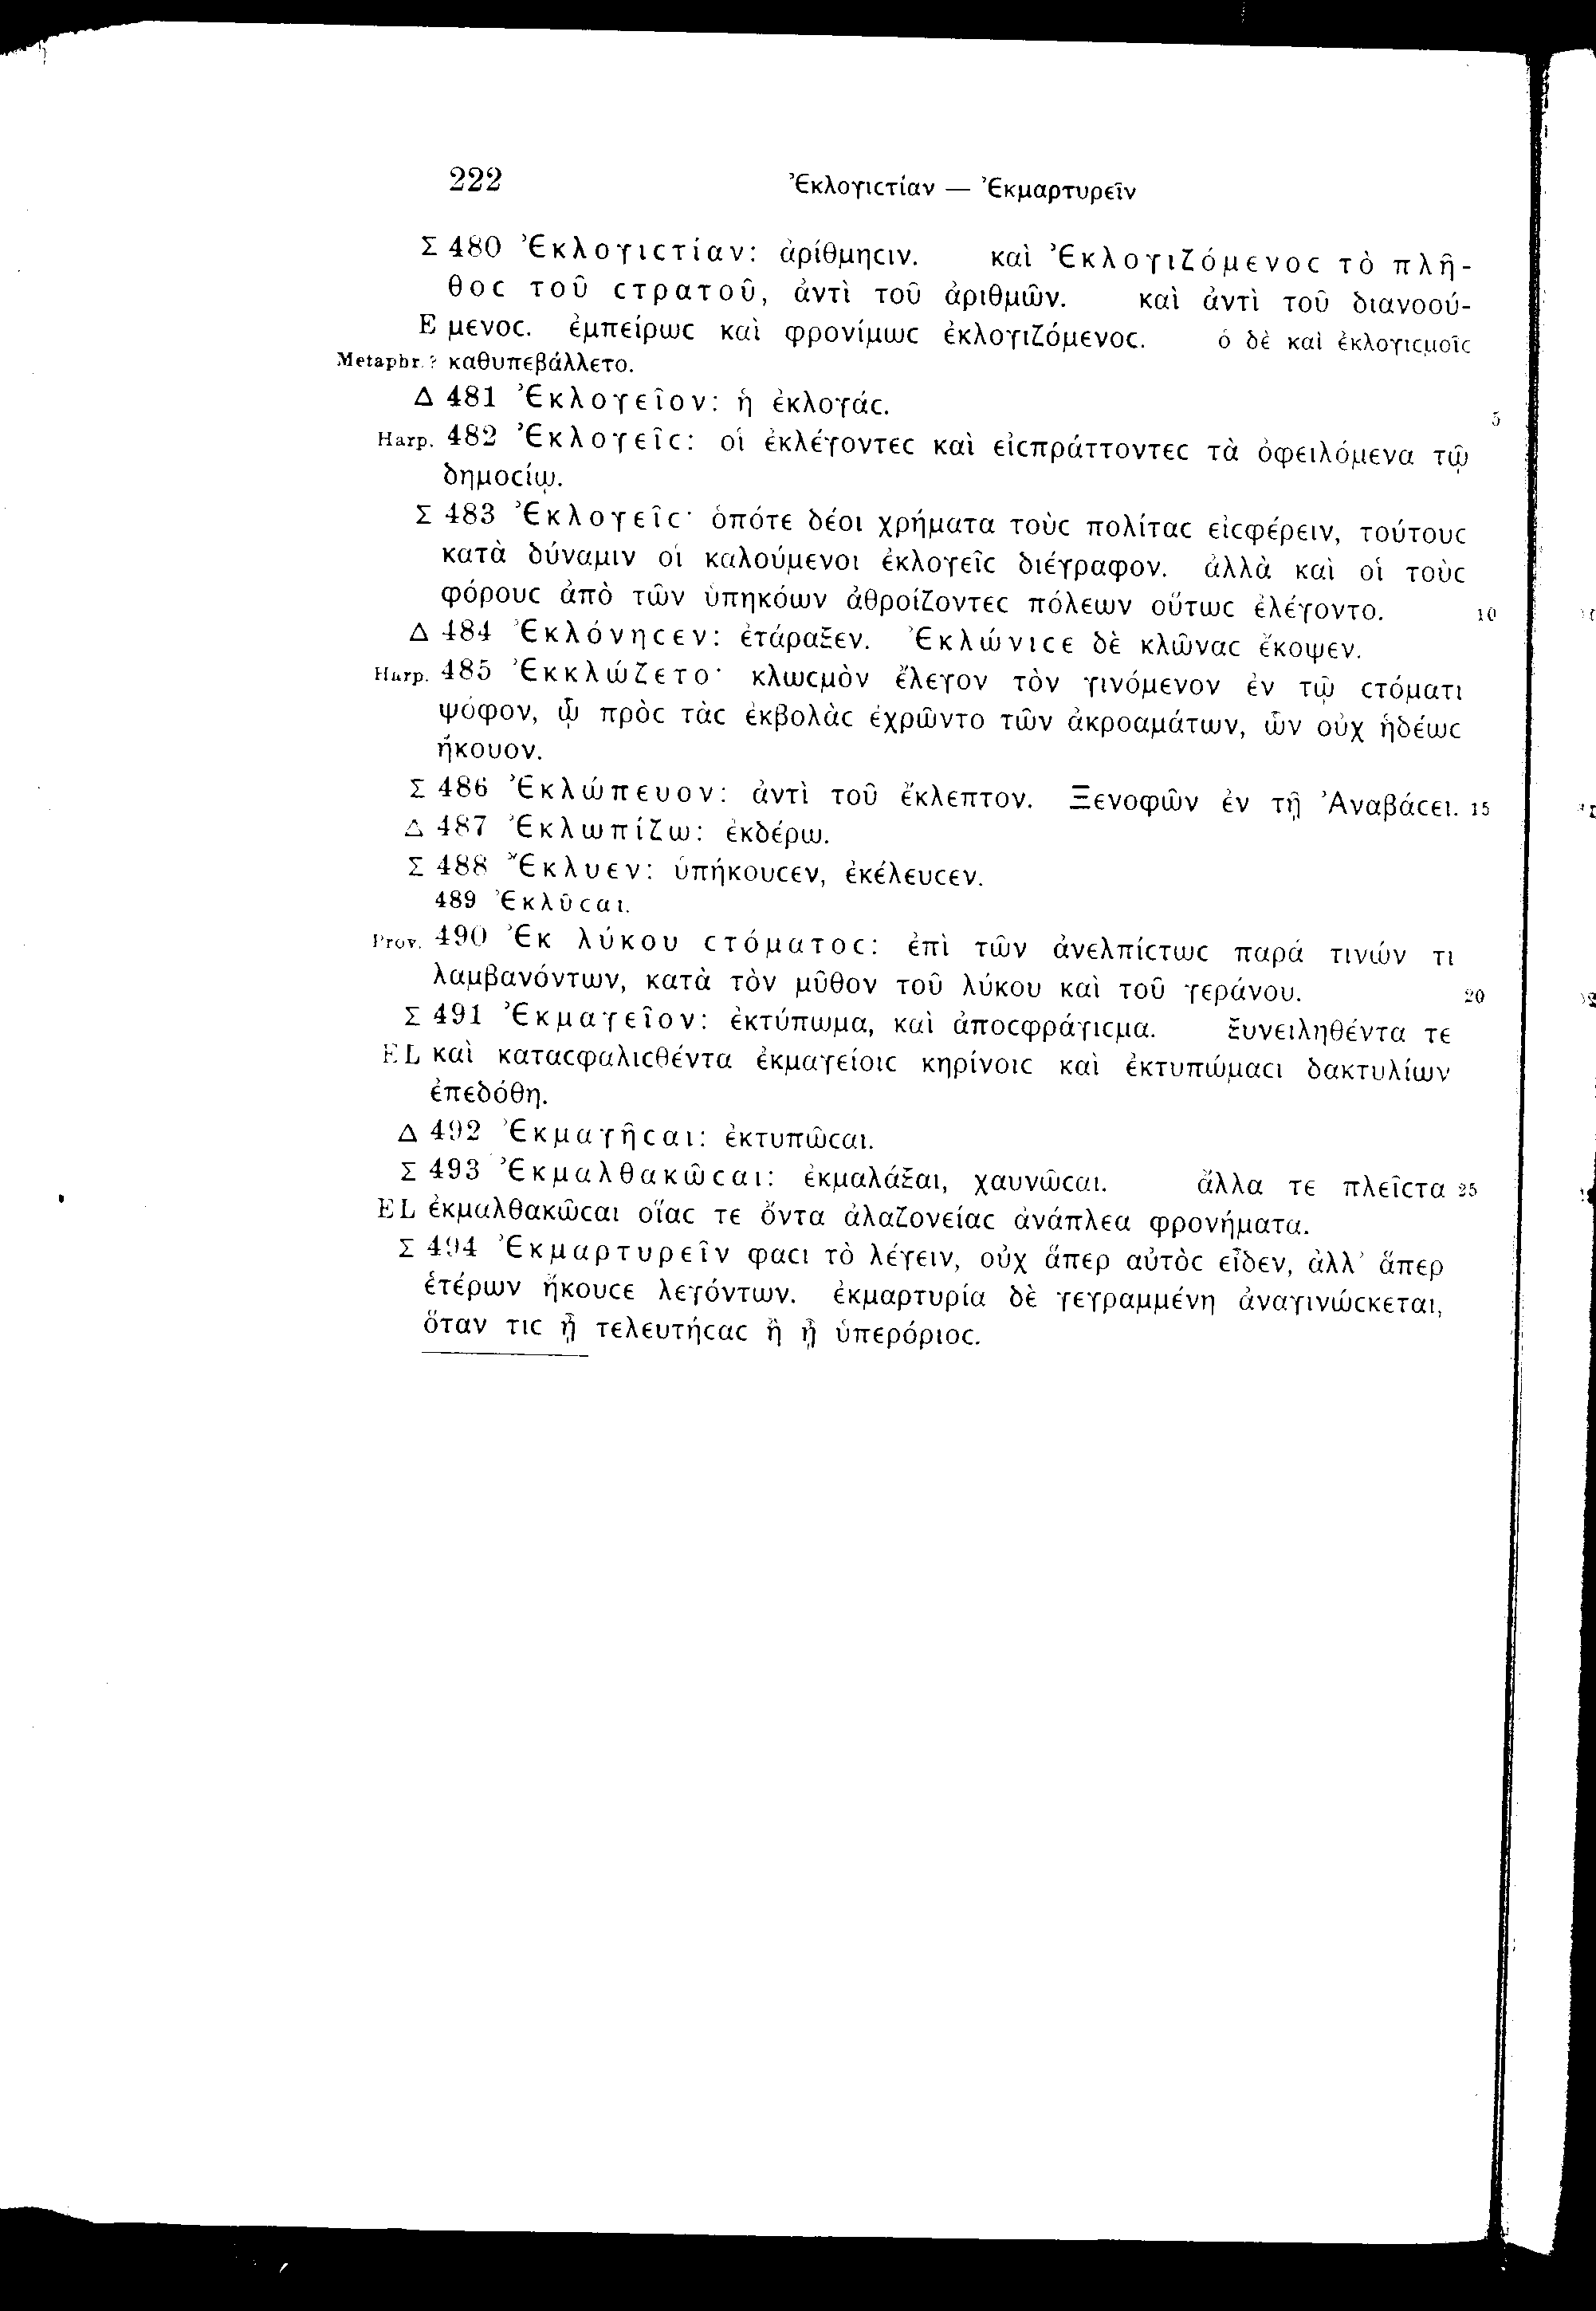 222 Ἐκλογιϲτίαν — Ἐκμαρτυρεῖν
Σ 480 Ἐκλογιϲτίαν: ἀρίθμηϲιν. καὶ Ἐκλογιζόμενοϲ τὸ πλῆ-
θοϲ τοῦ ϲτρατοῦ, ἀντὶ τοῦ ἀριθμῶν. καὶ ἀντὶ τοῦ διανοού-
E μενοϲ. ἐμπείρωϲ καὶ φρονίμωϲ ἐκλογιζόμενοϲ. ὁ δὲ καὶ ἐκλογιϲμοῖϲ
Metaphr.? καθυπεβάλλετο.
Δ 481 Ἐκλογεῖον: ἡ ἐκλογάϲ. 5
Harp. 482 Ἐκλογεῖϲ: οἱ ἐκλέγοντεϲ καὶ εἰϲπράττοντεϲ τὰ ὀφειλόμενα τῷ
δημοϲίῳ.
Σ 483 Ἐκλογεῖϲ· ὁπότε δέοι χρήματα τοὺϲ πολίταϲ εἰϲφέρειν, τούτουϲ
κατὰ δύναμιν οἱ καλούμενοι ἐκλογεῖϲ διέγραφον. ἀλλὰ καὶ οἱ τοὺϲ
φόρουϲ ἀπὸ τῶν ὑπηκόων ἀθροίζοντεϲ πόλεων οὕτωϲ ἐλέγοντο. 10
Δ 484 Ἐκλόνηϲεν: ἐτάραξεν. Ἐκλώνιϲε δὲ κλῶναϲ ἔκοψεν.
Harp. 485 Ἐκκλώζετο· κλωϲμὸν ἔλεγον τὸν γινόμενον ἐν τῷ ϲτόματι
ψόφον, ᾧ πρὸϲ τὰϲ ἐκβολὰϲ ἐχρῶντο τῶν ἀκροαμάτων, ὧν οὐχ ἡδέωϲ
ἤκουον.
Σ 486 Ἐκλώπευον: ἀντὶ τοῦ ἔκλεπτον. Ξενοφῶν ἐν τῇ Ἀναβάϲει. 15
Δ 487 Ἐκλωπίζω: ἐκδέρω.
Σ 488 Ἔκλυεν: ὑπήκουϲεν, ἐκέλευϲεν.
489 Ἐκλῦϲαι.
Prov. 490 Ἐκ λύκου ϲτόματοϲ: ἐπὶ τῶν ἀνελπίϲτωϲ παρά τινών τι
λαμβανόντων, κατὰ τὸν μῦθον τοῦ λύκου καὶ τοῦ γεράνου. 20
Σ 491 Ἐκμαγεῖον: ἐκτύπωμα, καὶ ἀποϲφράγιϲμα. ξυνειληθέντα τε
EL καὶ καταϲφαλιϲθέντα ἐκμαγείοιϲ κηρίνοιϲ καὶ ἐκτυπώμαϲι δακτυλίων
ἐπεδόθη.
Δ 492 Ἐκμαγῆϲαι: ἐκτυπῶϲαι.
Σ 493 Ἐκμαλθακῶϲαι: ἐκμαλάξαι, χαυνῶϲαι. ἄλλα τε πλεῖϲτα 25
EL ἐκμαλθακῶϲαι οἵαϲ τε ὄντα ἀλαζονείαϲ ἀνάπλεα φρονήματα.
Σ 494 Ἐκμαρτυρεῖν φαϲι τὸ λέγειν, οὐχ ἅπερ αὐτὸϲ εἶδεν, ἀλλ' ἅπερ
ἑτέρων ἤκουϲε λεγόντων. ἐκμαρτυρία δὲ γεγραμμένη ἀναγινώϲκεται,
ὅταν τιϲ ᾖ τελευτήϲαϲ ἢ ᾖ ὑπερόριοϲ.